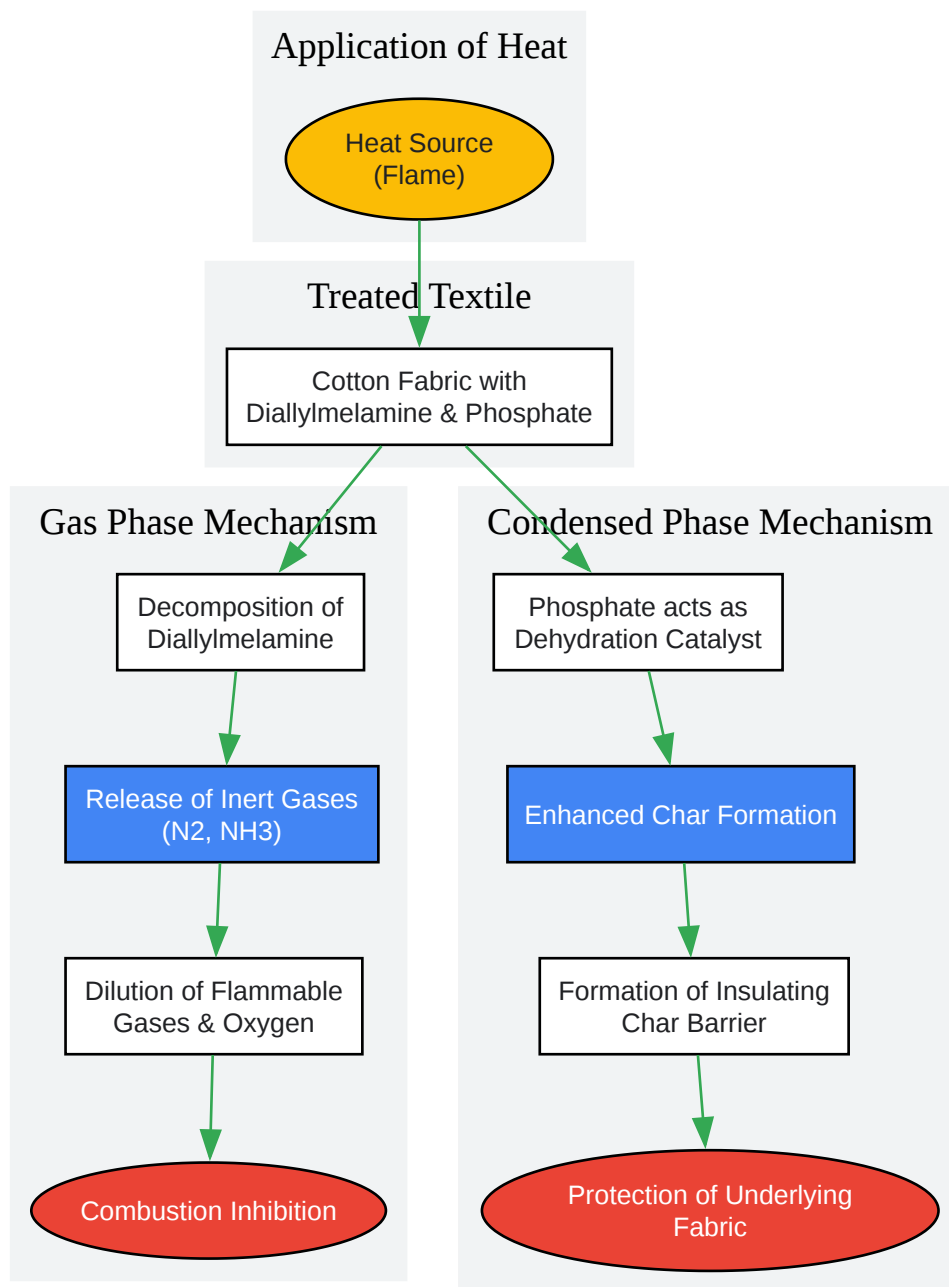 Application of Heat
Heat Source
(Flame)
Treated Textile
Cotton Fabric with
Diallylmelamine & Phosphate
Gas Phase Mechanism
Decomposition of
Diallylmelamine
Release of Inert Gases
(N2, NH3)
Dilution of Flammable
Gases & Oxygen
Combustion Inhibition
Condensed Phase Mechanism
Phosphate acts as
Dehydration Catalyst
Enhanced Char Formation
Formation of Insulating
Char Barrier
Protection of Underlying
Fabric